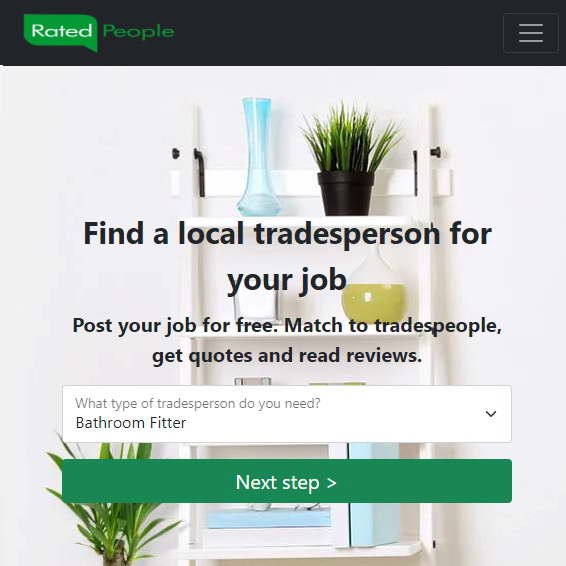 Rated People
Find a local tradesperson for
your job
Post your job for free. Match to tradespeople,
get quotes and read reviews.
What type of tradesperson do you need?
Bathroom Fitter
Next step >